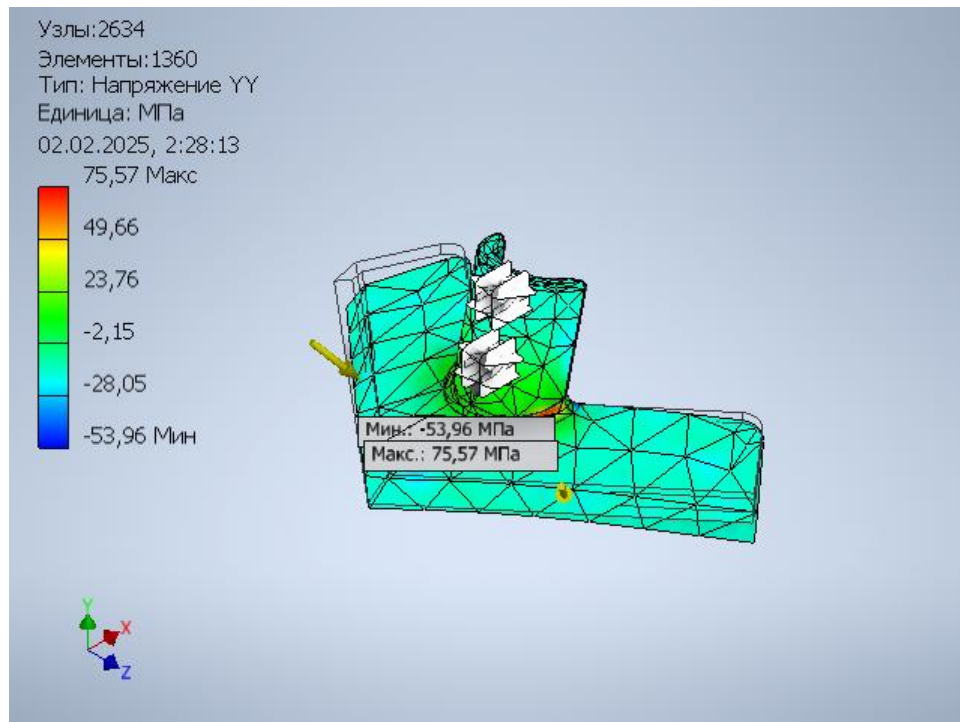 Узлы:2634
Элементы:1360
Тип: Напряжение YY
Единица: МПа
02.02.2025, 2:28:13
75,57 Макс
49,66
23,76
-2,15
-28,05
-53,96 Мин
Мин.: -53,96 МПа
Макс.: 75,57 МПа
Y
X
Z